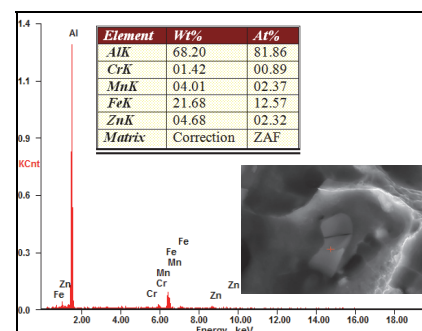 1.4
Al
Element Wt% At%
AlK 68.20 81.86
CrK 01.42 00.89
MnK 04.01 02.37
FeK 21.68 12.57
ZnK 04.68 02.32
Matrix Correction ZAF
1.1
0.9
KCnt
0.6
0.3
Fe
Fe
Mn
Mn
Cr
Zn
Zn
Zn
Fe
Cr
0.0
2.00 4.00 6.00 8.00 10.00 12.00 14.00 16.00 18.00
Energy - keV